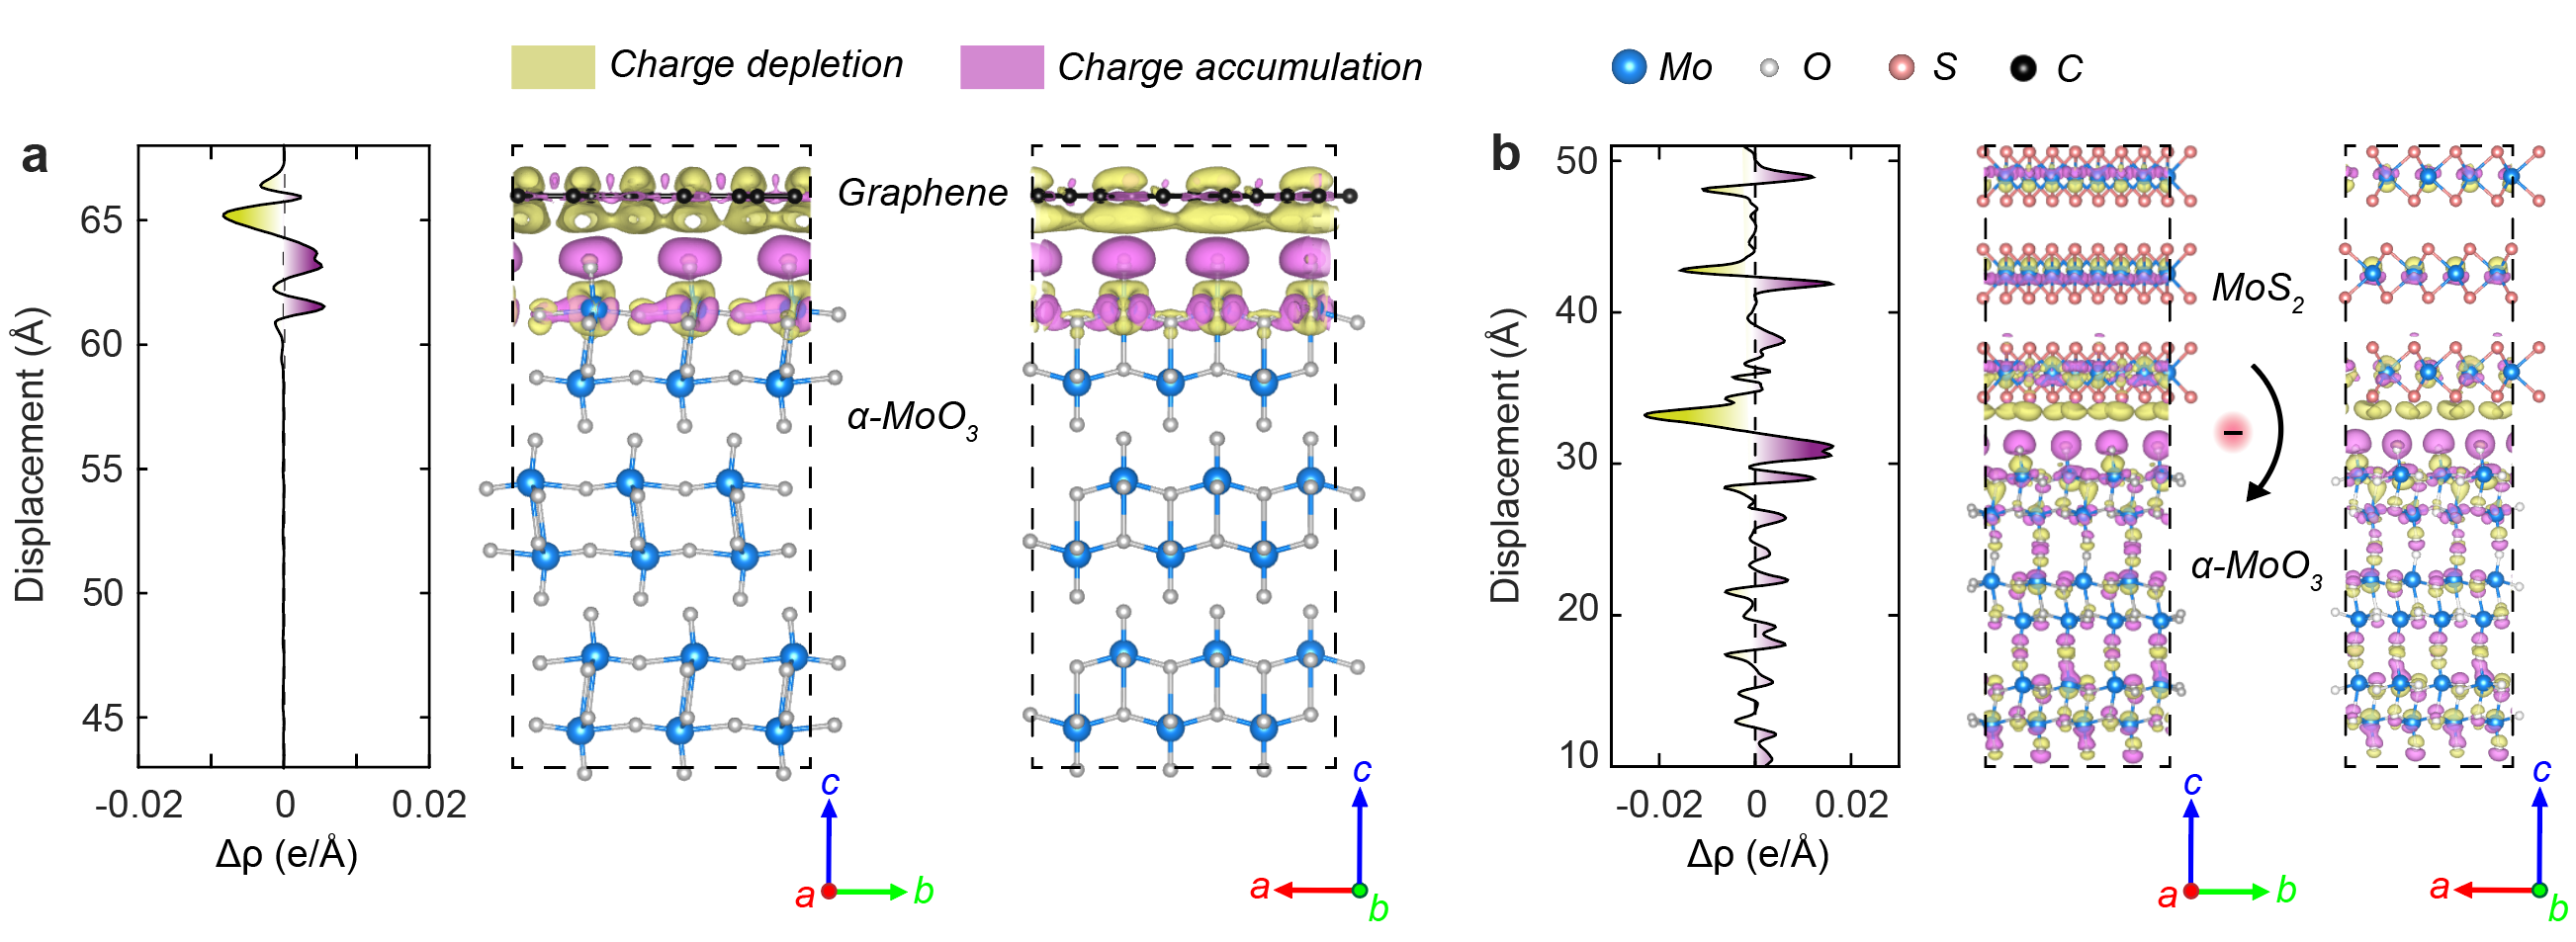 Charge depletion Charge accumulation Mo O S C
a
65
60
55
50
45
Displacement (Å)
-0.02 0 0.02
Δρ (e/Å)
Graphene
α-MoO3
c
a b
c
a b
b
50
40
30
20
10
Displacement (Å)
-0.02 0 0.02
Δρ (e/Å)
MoS2
−
α-MoO3
c
a b
c
a b